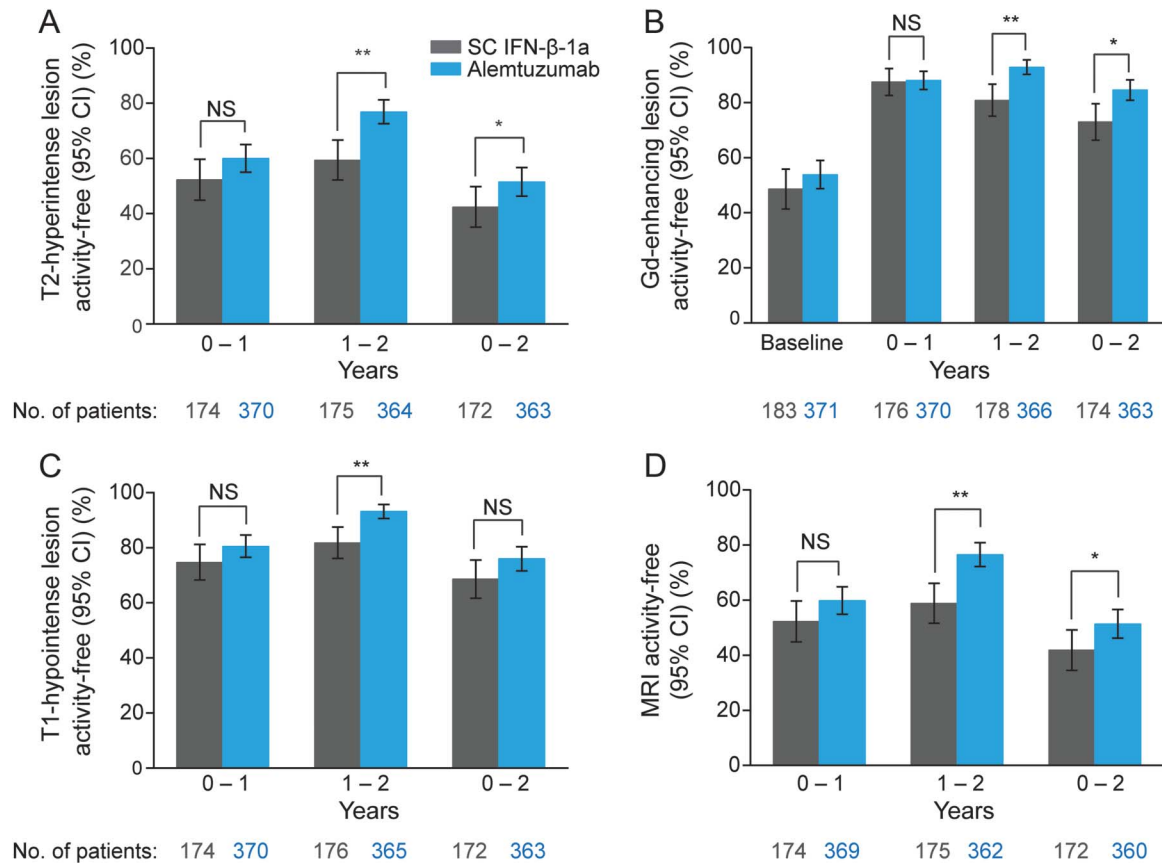 A
T2-hyperintense lesion
activity-free (95% CI) (%)
100
80
60
40
20
0
NS
**
*
SC IFN-β-1a
Alemtuzumab
0 – 1
1 – 2
0 – 2
Years
No. of patients: 174 370 175 364 172 363
B
Gd-enhancing lesion
activity-free (95% CI) (%)
100
80
60
40
20
0
NS
**
*
Baseline
0 – 1
1 – 2
0 – 2
Years
183 371 176 370 178 366 174 363
C
T1-hypointense lesion
activity-free (95% CI) (%)
100
80
60
40
20
0
NS
**
NS
0 – 1
1 – 2
0 – 2
Years
No. of patients: 174 370 176 365 172 363
D
MRI activity-free
(95% CI) (%)
100
80
60
40
20
0
NS
**
*
0 – 1
1 – 2
0 – 2
Years
174 369 175 362 172 360